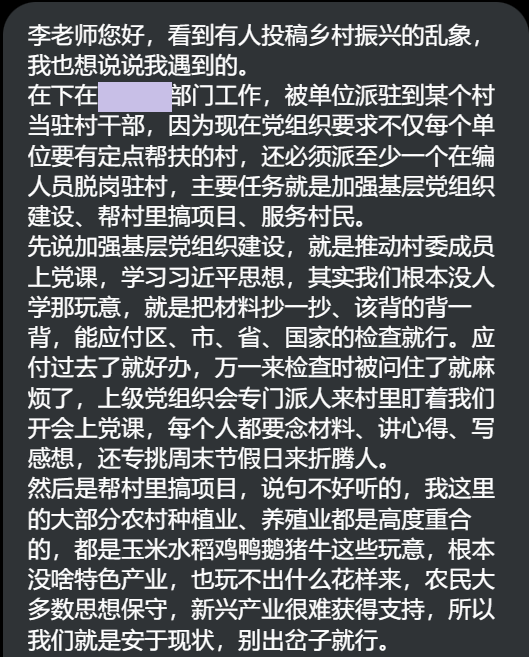 李老师您好，看到有人投稿乡村振兴的乱象，
我也想说说我遇到的。
在下在部门工作，被单位派驻到某个村
当驻村干部，因为现在党组织要求不仅每个单
位要有定点帮扶的村，还必须派至少一个在编
人员脱岗驻村，主要任务就是加强基层党组织
建设、帮村里搞项目、服务村民。
先说加强基层党组织建设，就是推动村委成员
上党课，学习习近平思想，其实我们根本没人
学那玩意，就是把材料抄一抄、该背的背一
背，能应付区、市、省、国家的检查就行。应
付过去了就好办，万一来检查时被问住了就麻
烦了，上级党组织会专门派人来村里盯着我们
开会上党课，每个人都要念材料、讲心得、写
感想，还专挑周末节假日来折腾人。
然后是帮村里搞项目，说句不好听的，我这里
的大部分农村种植业、养殖业都是高度重合
的，都是玉米水稻鸡鸭鹅猪牛这些玩意，根本
没啥特色产业，也玩不出什么花样来，农民大
多数思想保守，新兴产业很难获得支持，所以
我们就是安于现状，别出岔子就行。